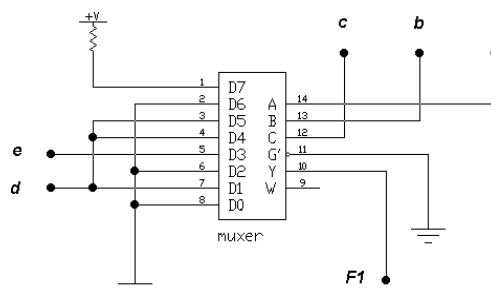 +V
c b
1 D7
2 D6 A 14
3 D5 B 13
4 D4 C 12
e 5 D3 G' 11
6 D2 Y 10
d 7 D1 W 9
8 D0
muxer
F1